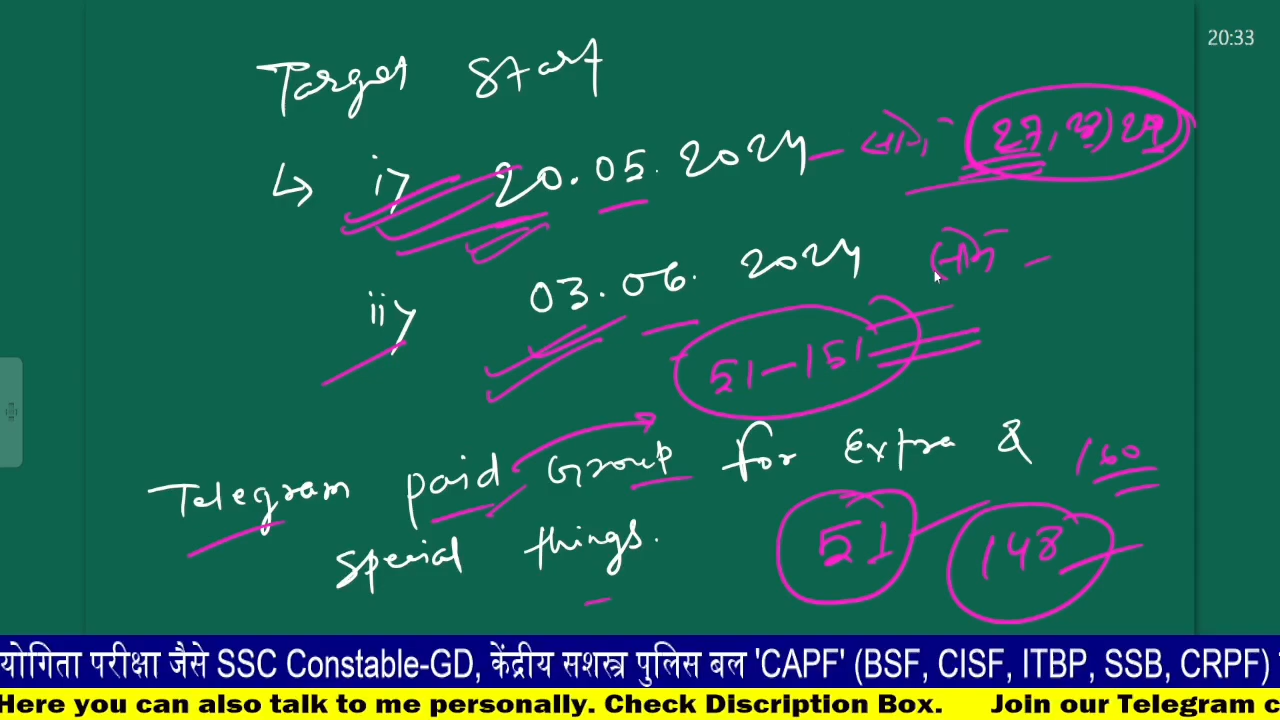 20:33
Target Start
↳ i> 20.05.2024 - 27, 29
ii> 03.06.2024 -
51-151
Telegram paid Group for Extra & 160
special things. 51 148
योगिता परीक्षा जैसे SSC Constable-GD, केंद्रीय सशस्त्र पुलिस बल 'CAPF' (BSF, CISF, ITBP, SSB, CRPF)
Here you can also talk to me personally. Check Discription Box. Join our Telegram c